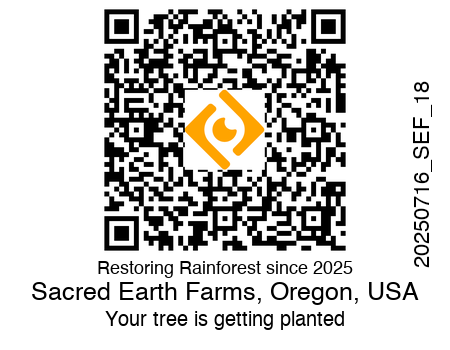 Restoring Rainforest since 2025
Sacred Earth Farms, Oregon, USA
Your tree is getting planted
20250716_SEF_18